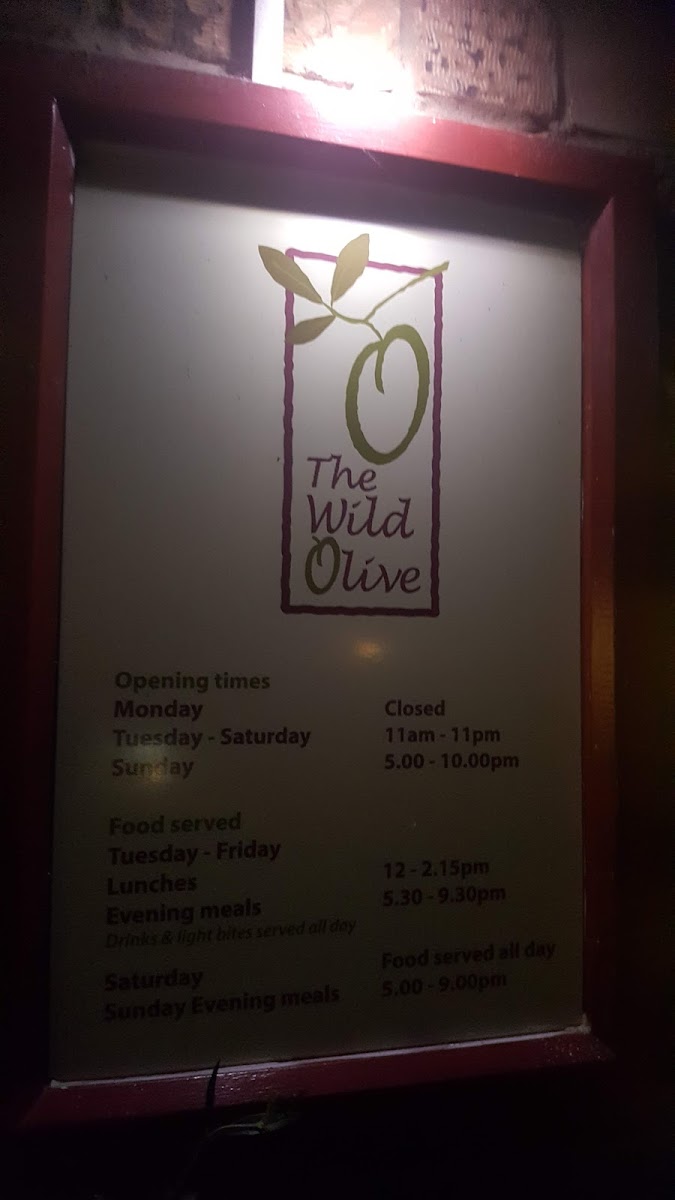 The
Wild
Olive
Opening times
Monday Closed
Tuesday - Saturday 11am - 11pm
Sunday 5.00 - 10.00pm
Food served
Tuesday - Friday
Lunches 12 - 2.15pm
Evening meals 5.30 - 9.30pm
Drinks & light bites served all day
Saturday Food served all day
Sunday Evening meals 5.00 - 9.00pm